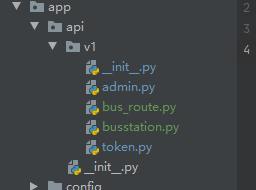 app
api
v1
__init__.py
admin.py
bus_route.py
busstation.py
token.py
__init__.py
config
2
3
4